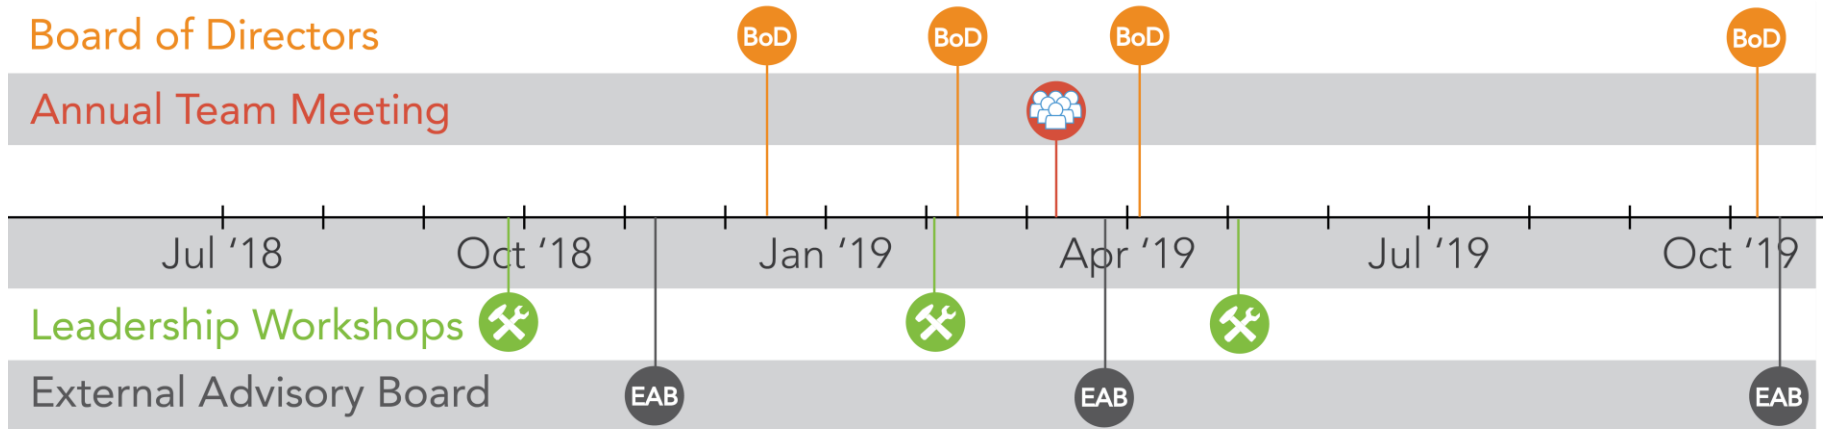 Board of Directors BoD BoD BoD BoD
Annual Team Meeting
Jul ‘18 Oct ‘18 Jan ‘19 Apr ‘19 Jul ‘19 Oct ‘19
Leadership Workshops
External Advisory Board EAB EAB EAB